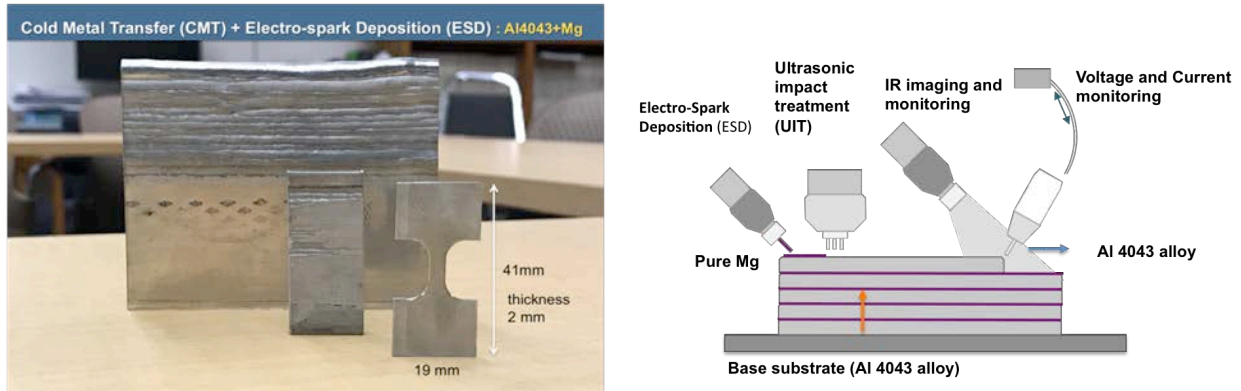 Cold Metal Transfer (CMT) + Electro-spark Deposition (ESD) : Al4043+Mg
41mm
thickness
2 mm
19 mm
Electro-Spark
Deposition (ESD)
Ultrasonic
impact
treatment
(UIT)
IR imaging and
monitoring
Voltage and Current
monitoring
Pure Mg
Al 4043 alloy
Base substrate (Al 4043 alloy)